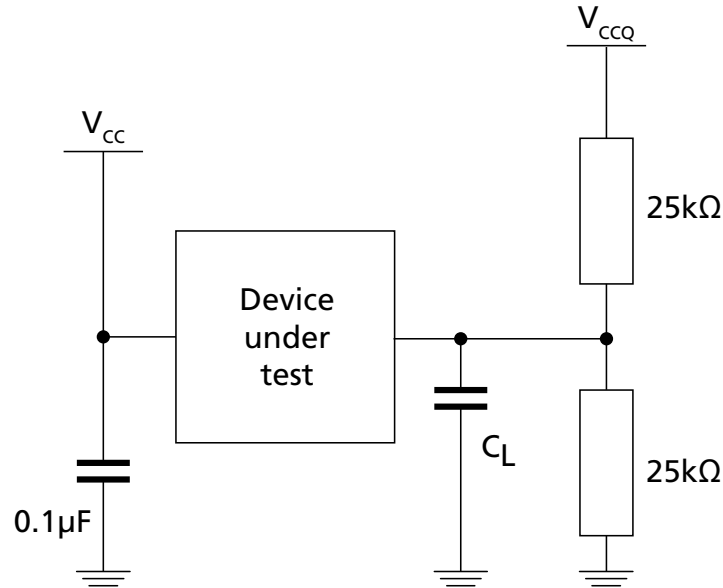 V_CCQ
V_CC
25kΩ
Device
under
test
C_L
25kΩ
0.1µF